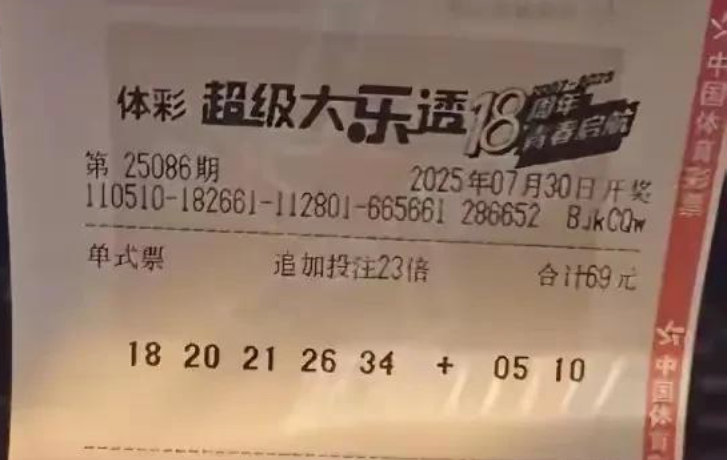 体彩 超级大乐透 18周年 2007-2025
青春启航
第 25086期 2025年07月30日开奖
110510-182661-112801-665661 286652 BJkCQw
单式票 追加投注23倍 合计69元
18 20 21 26 34 + 05 10
中国体育彩票
中国体育